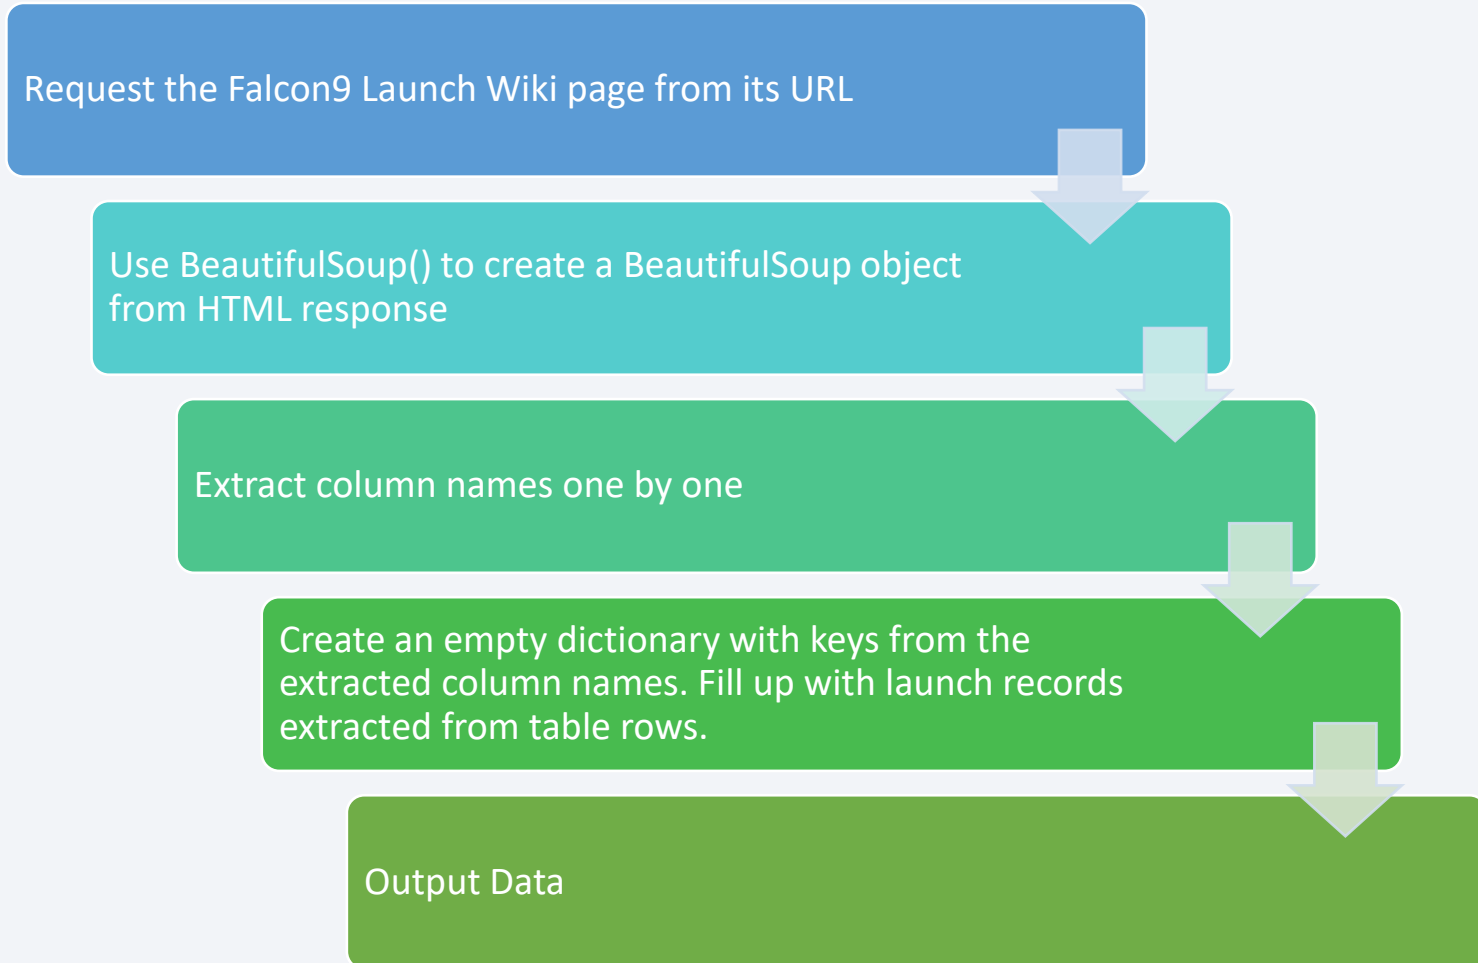 Request the Falcon9 Launch Wiki page from its URL
Use BeautifulSoup() to create a BeautifulSoup object
from HTML response
Extract column names one by one
Create an empty dictionary with keys from the
extracted column names. Fill up with launch records
extracted from table rows.
Output Data